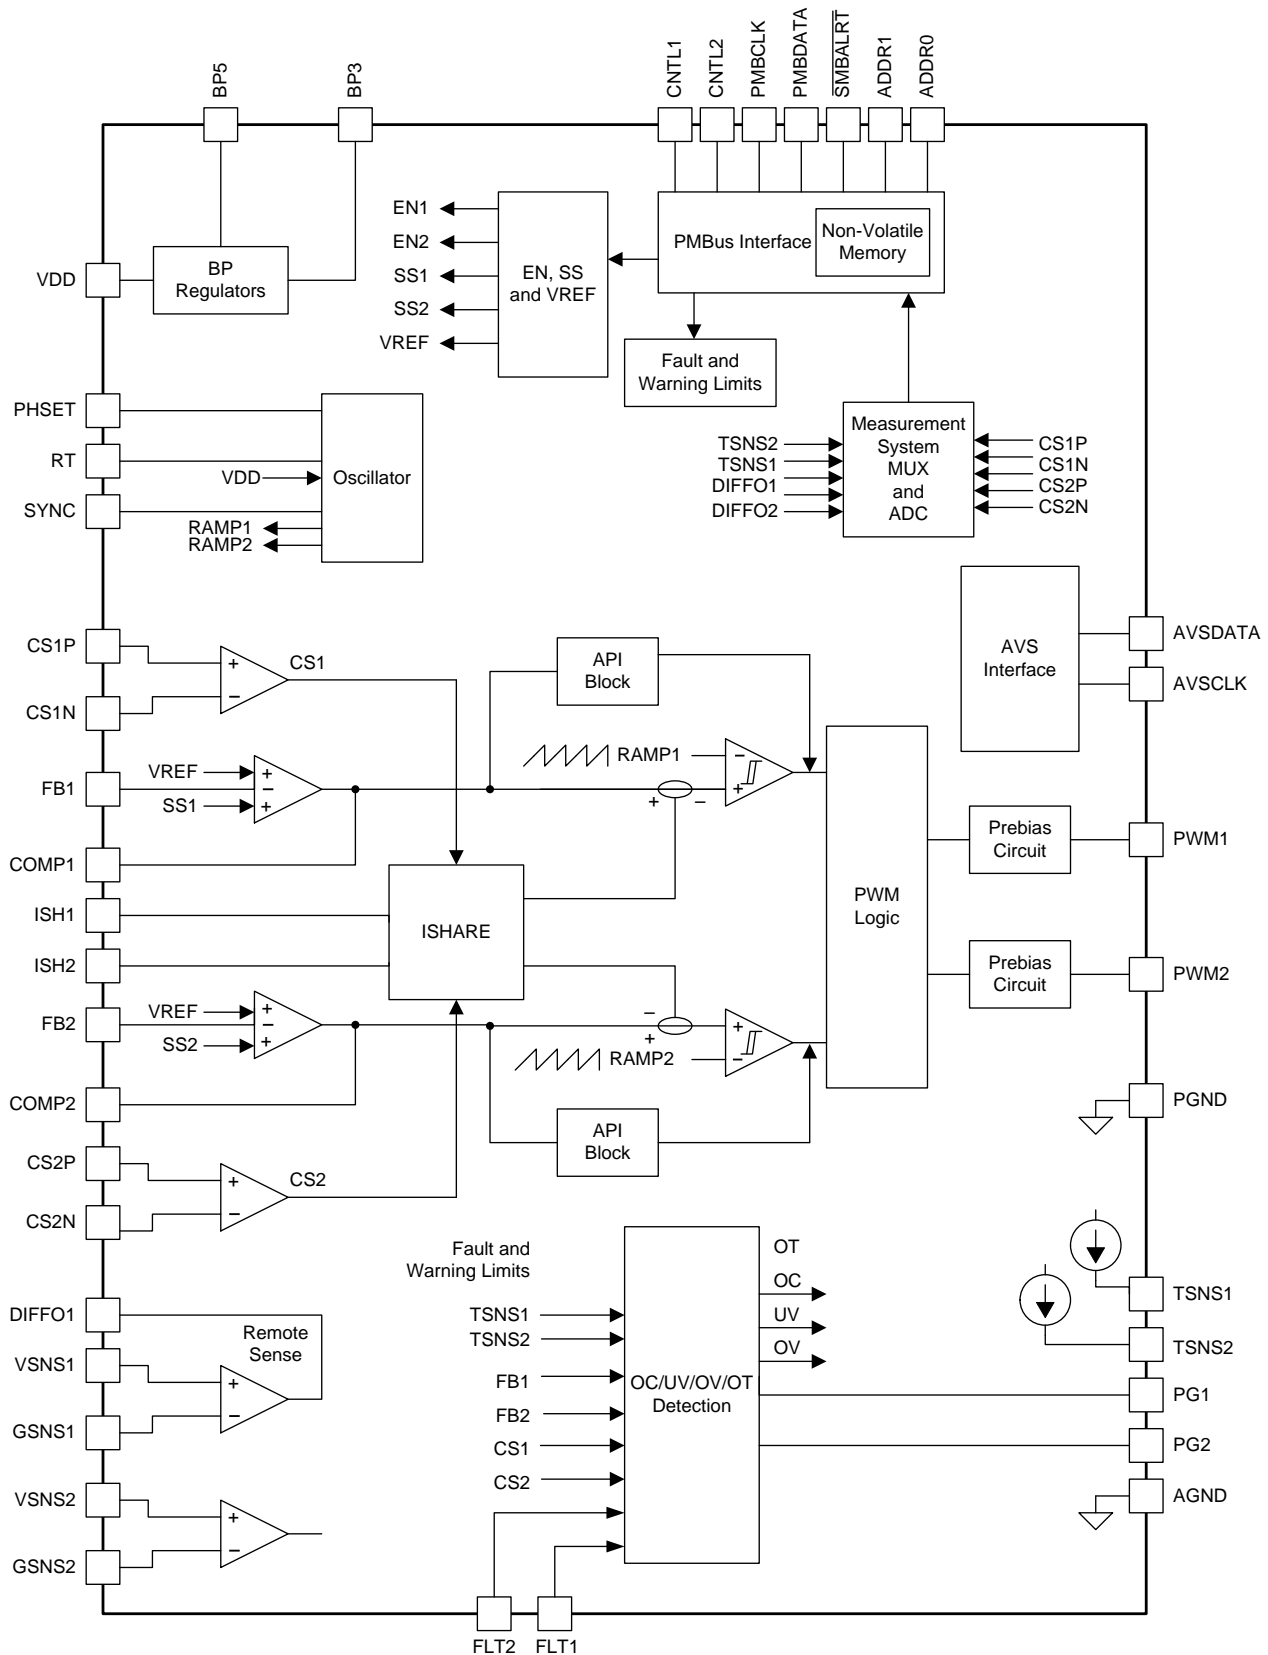 BP5
BP3
CNTL1
CNTL2
PMBCLK
PMBDATA
SMBALRT
ADDR1
ADDR0
VDD
BP
Regulators
EN1
EN2
SS1
SS2
VREF
EN, SS
and VREF
PMBus Interface
Non-Volatile
Memory
Fault and
Warning Limits
PHSET
RT
SYNC
VDD
RAMP1
RAMP2
Oscillator
TSNS2
TSNS1
DIFFO1
DIFFO2
Measurement
System
MUX
and
ADC
CS1P
CS1N
CS2P
CS2N
AVS
Interface
AVSDATA
AVSCLK
CS1P
CS1N
+
−
CS1
API
Block
FB1
VREF
SS1
+
−
+
RAMP1
−
+
+
−
COMP1
ISH1
ISH2
ISHARE
PWM
Logic
Prebias
Circuit
PWM1
Prebias
Circuit
PWM2
FB2
VREF
SS2
+
−
+
−
+
+
−
RAMP2
COMP2
API
Block
PGND
CS2P
CS2N
+
−
CS2
Fault and
Warning Limits
TSNS1
TSNS2
FB1
FB2
CS1
CS2
OC/UV/OV/OT
Detection
OT
OC
UV
OV
TSNS1
TSNS2
PG1
PG2
AGND
DIFFO1
Remote
Sense
VSNS1
GSNS1
+
−
VSNS2
GSNS2
+
−
FLT2
FLT1